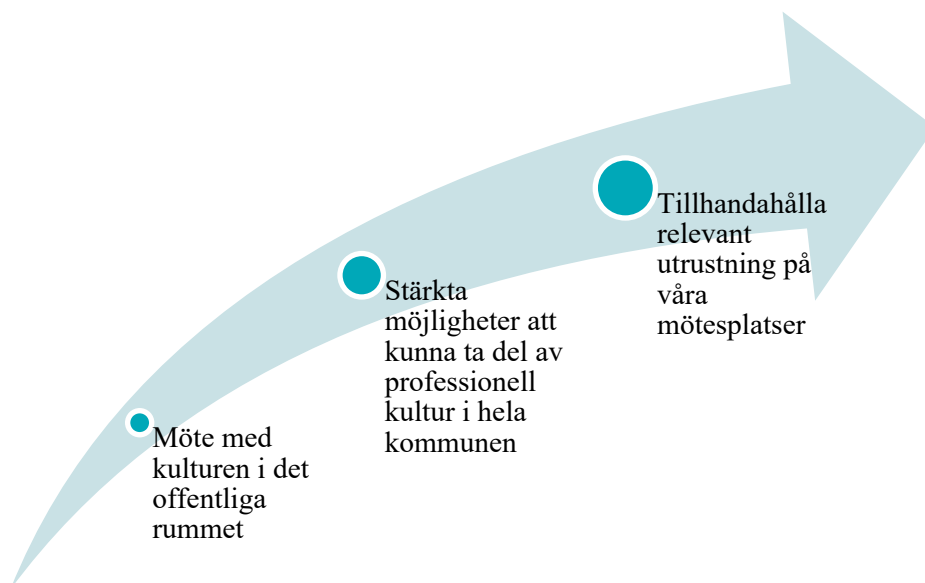 Möte med
kulturen i det
offentliga
rummet
Stärkta
möjligheter att
kunna ta del av
professionell
kultur i hela
kommunen
Tillhandahålla
relevant
utrustning på
våra
mötesplatser